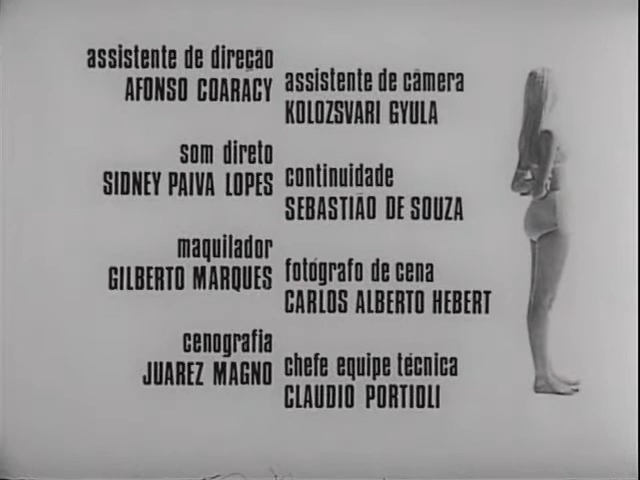 assistente de direção
AFONSO COARACY
assistente de câmera
KOLOZSVARI GYULA
som direto
SIDNEY PAIVA LOPES
continuidade
SEBASTIÃO DE SOUZA
maquilador
GILBERTO MARQUES
fotógrafo de cena
CARLOS ALBERTO HEBERT
cenografia
JUAREZ MAGNO
chefe equipe técnica
CLAUDIO PORTIOLI